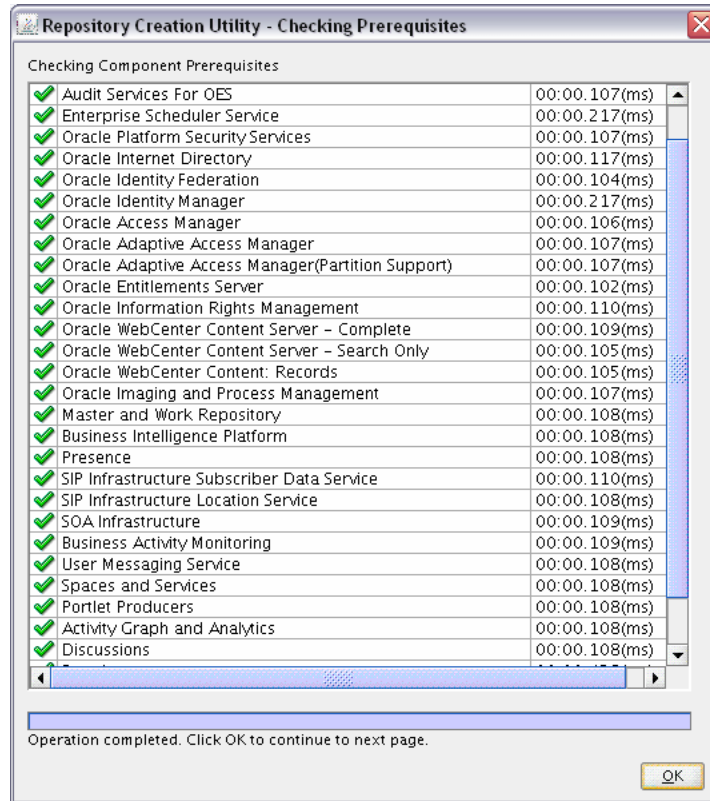 Repository Creation Utility - Checking Prerequisites
Checking Component Prerequisites
Audit Services For OES 00:00.107(ms)
Enterprise Scheduler Service 00:00.217(ms)
Oracle Platform Security Services 00:00.107(ms)
Oracle Internet Directory 00:00.117(ms)
Oracle Identity Federation 00:00.104(ms)
Oracle Identity Manager 00:00.217(ms)
Oracle Access Manager 00:00.106(ms)
Oracle Adaptive Access Manager 00:00.107(ms)
Oracle Adaptive Access Manager(Partition Support) 00:00.107(ms)
Oracle Entitlements Server 00:00.102(ms)
Oracle Information Rights Management 00:00.110(ms)
Oracle WebCenter Content Server – Complete 00:00.109(ms)
Oracle WebCenter Content Server – Search Only 00:00.105(ms)
Oracle WebCenter Content: Records 00:00.105(ms)
Oracle Imaging and Process Management 00:00.107(ms)
Master and Work Repository 00:00.108(ms)
Business Intelligence Platform 00:00.108(ms)
Presence 00:00.108(ms)
SIP Infrastructure Subscriber Data Service 00:00.110(ms)
SIP Infrastructure Location Service 00:00.108(ms)
SOA Infrastructure 00:00.109(ms)
Business Activity Monitoring 00:00.109(ms)
User Messaging Service 00:00.108(ms)
Spaces and Services 00:00.108(ms)
Portlet Producers 00:00.108(ms)
Activity Graph and Analytics 00:00.108(ms)
Discussions 00:00.108(ms)
Operation completed. Click OK to continue to next page.
OK